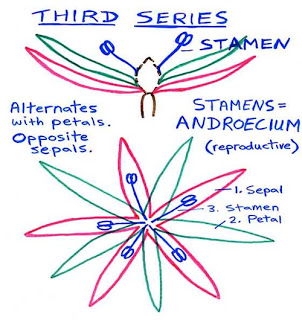 THIRD SERIES
STAMEN
Alternates
with petals.
Opposite
sepals.
STAMENS =
ANDROECIUM
(reproductive)
1. Sepal
3. Stamen
2. Petal